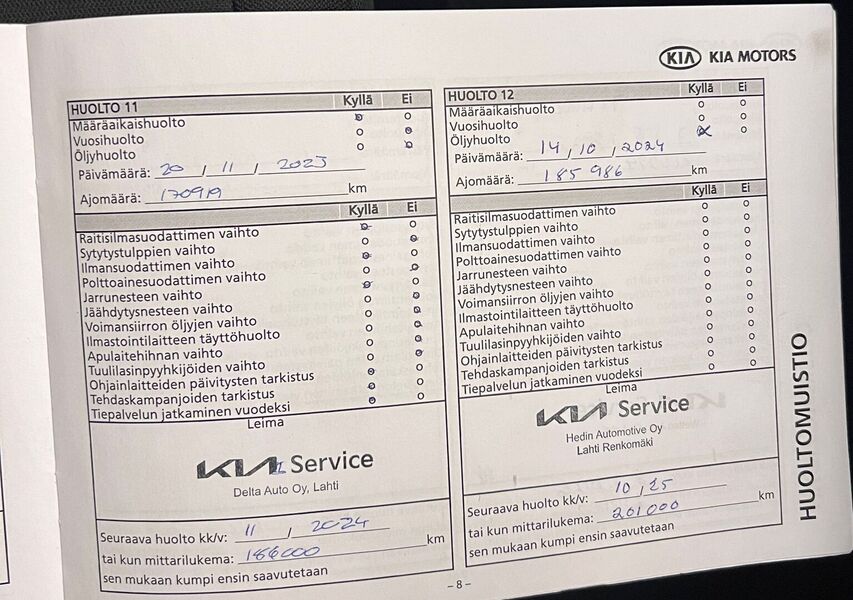 KIA KIA MOTORS
HUOLTO 11 Kyllä Ei
Määräaikaishuolto
Vuosihuolto
Öljyhuolto
Päivämäärä: 20 / 11 / 2023
Ajomäärä: 170919 km
Kyllä Ei
Raitisilmasuodattimen vaihto
Sytytystulppien vaihto
Ilmansuodattimen vaihto
Polttoainesuodattimen vaihto
Jarrunesteen vaihto
Jäähdytysnesteen vaihto
Voimansiirron öljyjen vaihto
Ilmastointilaitteen täyttöhuolto
Apulaitehihnan vaihto
Tuulilasinpyyhkijöiden vaihto
Ohjainlaitteiden päivitysten tarkistus
Tehdaskampanjoiden tarkistus
Tiepalvelun jatkaminen vuodeksi
Leima
KIA Service
Delta Auto Oy, Lahti
Seuraava huolto kk/v: 11 / 2024
tai kun mittarilukema: 186000 km
sen mukaan kumpi ensin saavutetaan
HUOLTO 12 Kyllä Ei
Määräaikaishuolto
Vuosihuolto
Öljyhuolto
Päivämäärä: 14 / 10 / 2024
Ajomäärä: 185 986 km
Kyllä Ei
Raitisilmasuodattimen vaihto
Sytytystulppien vaihto
Ilmansuodattimen vaihto
Polttoainesuodattimen vaihto
Jarrunesteen vaihto
Jäähdytysnesteen vaihto
Voimansiirron öljyjen vaihto
Ilmastointilaitteen täyttöhuolto
Apulaitehihnan vaihto
Tuulilasinpyyhkijöiden vaihto
Ohjainlaitteiden päivitysten tarkistus
Tehdaskampanjoiden tarkistus
Tiepalvelun jatkaminen vuodeksi
Leima
KIA Service
Hedin Automotive Oy
Lahti Renkomäki
Seuraava huolto kk/v: 10 / 25
tai kun mittarilukema: 201000 km
sen mukaan kumpi ensin saavutetaan
HUOLTOMUISTIO
– 8 –